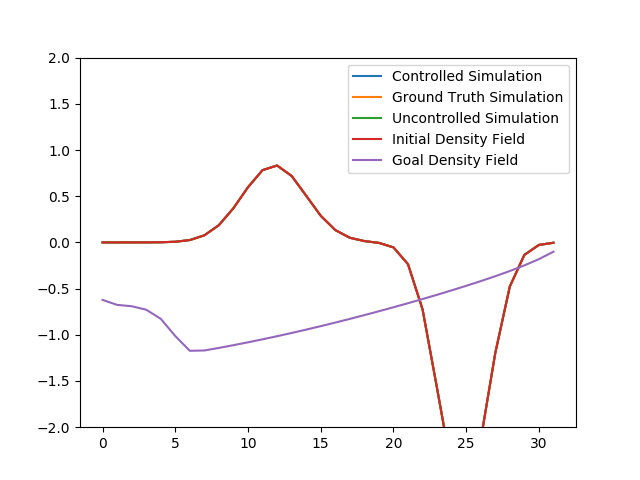 2.0
1.5
1.0
0.5
0.0
−0.5
−1.0
−1.5
−2.0
0 5 10 15 20 25 30
Controlled Simulation
Ground Truth Simulation
Uncontrolled Simulation
Initial Density Field
Goal Density Field